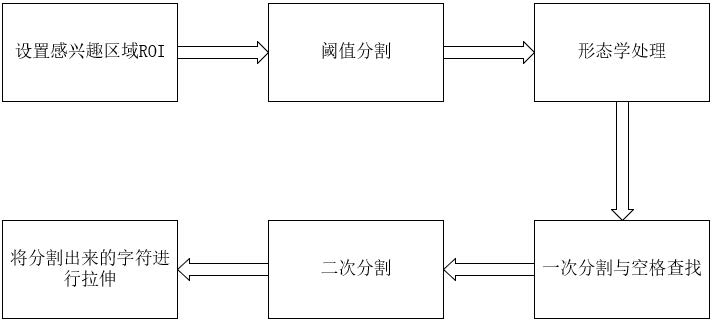 设置感兴趣区域ROI
阈值分割
形态学处理
一次分割与空格查找
二次分割
将分割出来的字符进
行拉伸